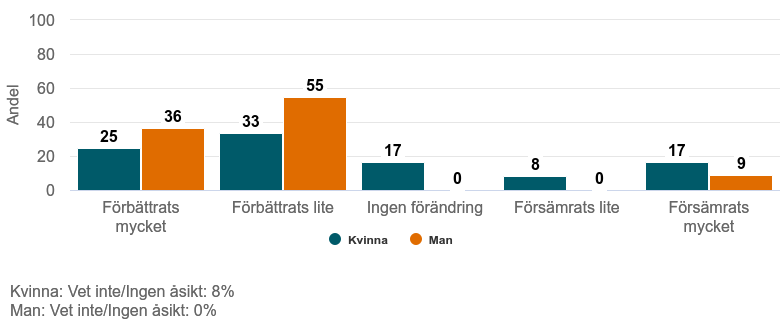 100
80
60
40
20
0
Andel
25
36
33
55
17
0
8
0
17
9
Förbättrats mycket
Förbättrats lite
Ingen förändring
Försämrats lite
Försämrats mycket
Kvinna
Man
Kvinna: Vet inte/Ingen åsikt: 8%
Man: Vet inte/Ingen åsikt: 0%